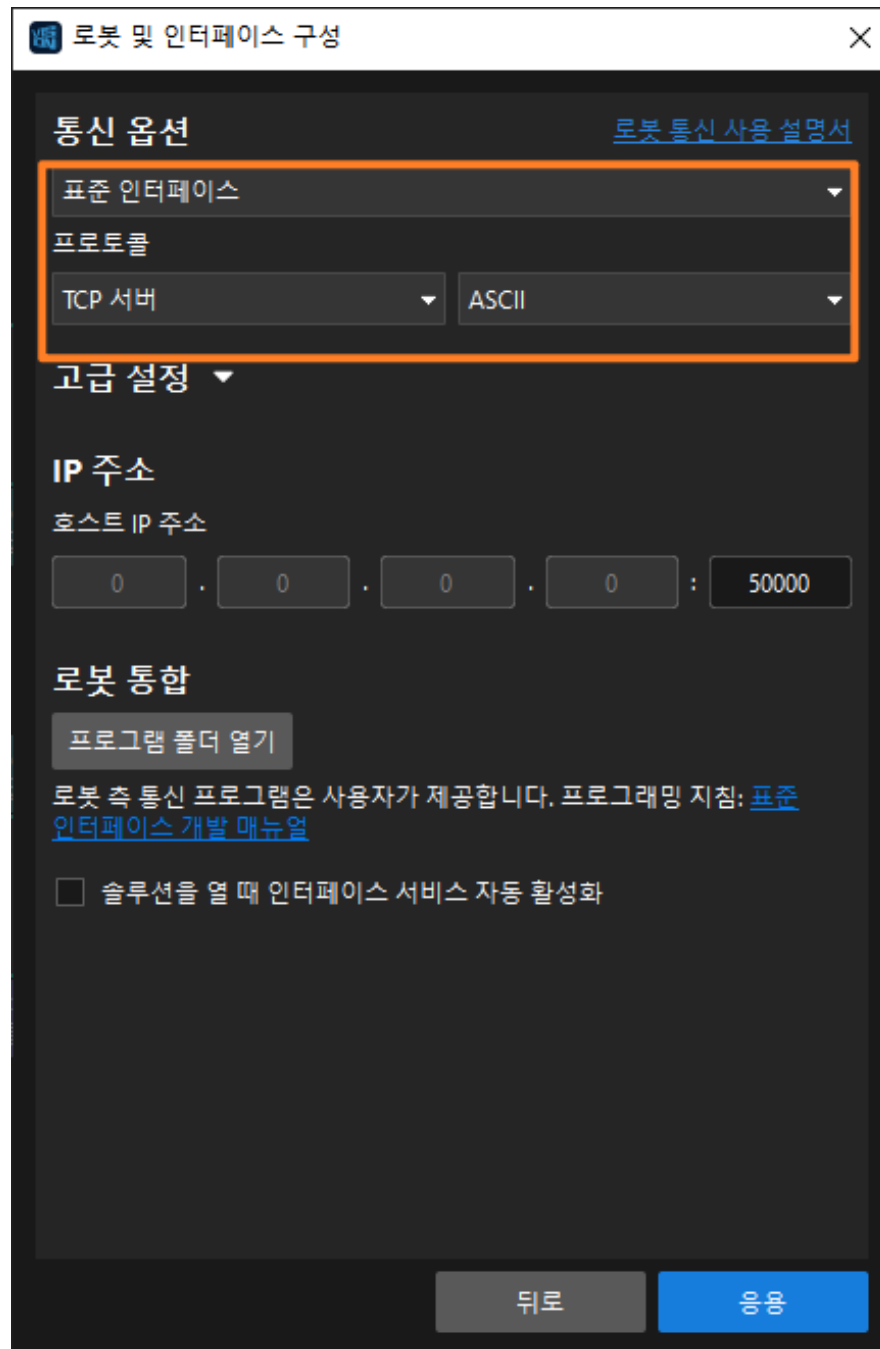 로봇 및 인터페이스 구성
통신 옵션
로봇 통신 사용 설명서
표준 인터페이스
프로토콜
TCP 서버
ASCII
고급 설정
IP 주소
호스트 IP 주소
0 . 0 . 0 . 0 : 50000
로봇 통합
프로그램 폴더 열기
로봇 측 통신 프로그램은 사용자가 제공합니다. 프로그래밍 지침: 표준
인터페이스 개발 매뉴얼
솔루션을 열 때 인터페이스 서비스 자동 활성화
뒤로
응용